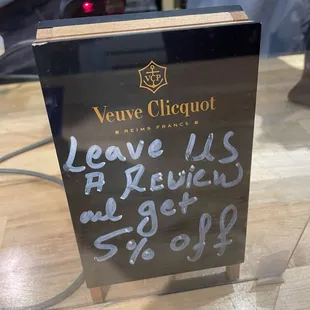 VCP
Veuve Clicquot
REIMS FRANCE
Leave US
A Review
and get
5% off